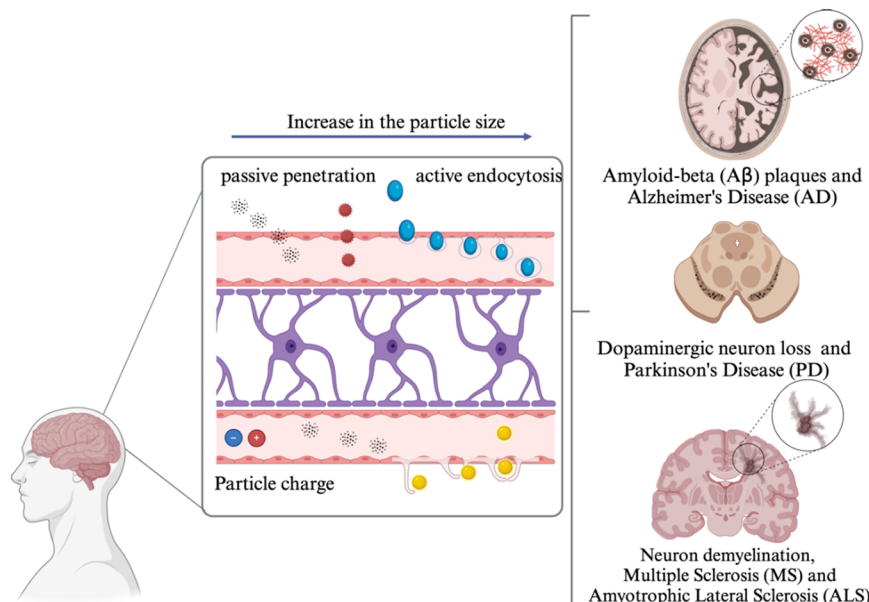 Increase in the particle size
passive penetration
active endocytosis
−
+
Particle charge
Amyloid-beta (Aβ) plaques and
Alzheimer's Disease (AD)
Dopaminergic neuron loss and
Parkinson's Disease (PD)
Neuron demyelination,
Multiple Sclerosis (MS) and
Amyotrophic Lateral Sclerosis (ALS)